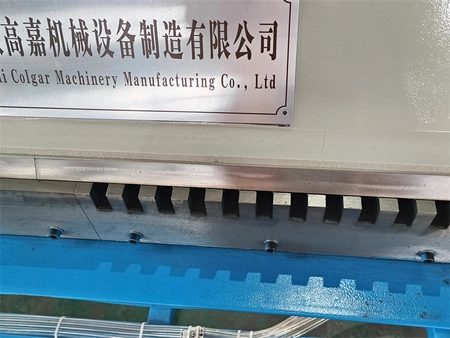 高嘉机械设备制造有限公司
i Colgar Machinery Manufacturing Co., Ltd